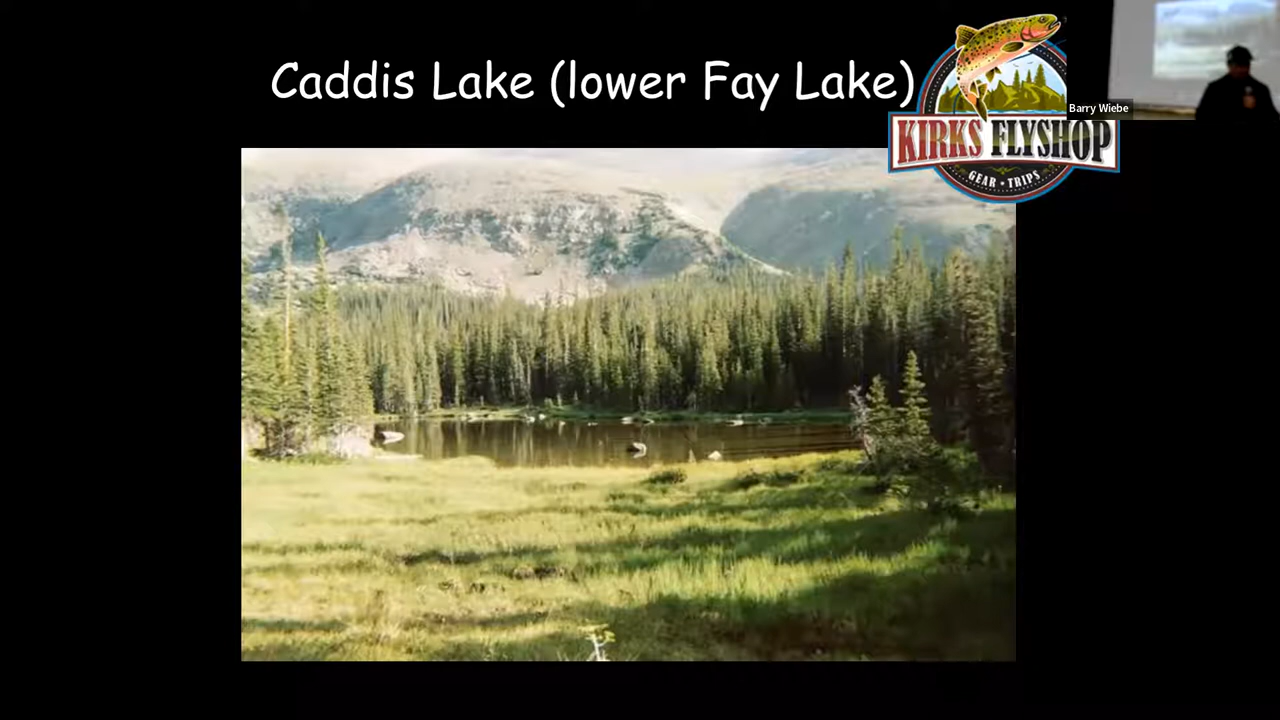 Caddis Lake (lower Fay Lake)
Barry Wiebe
KIRKS FLYSHOP
GEAR • TRIPS